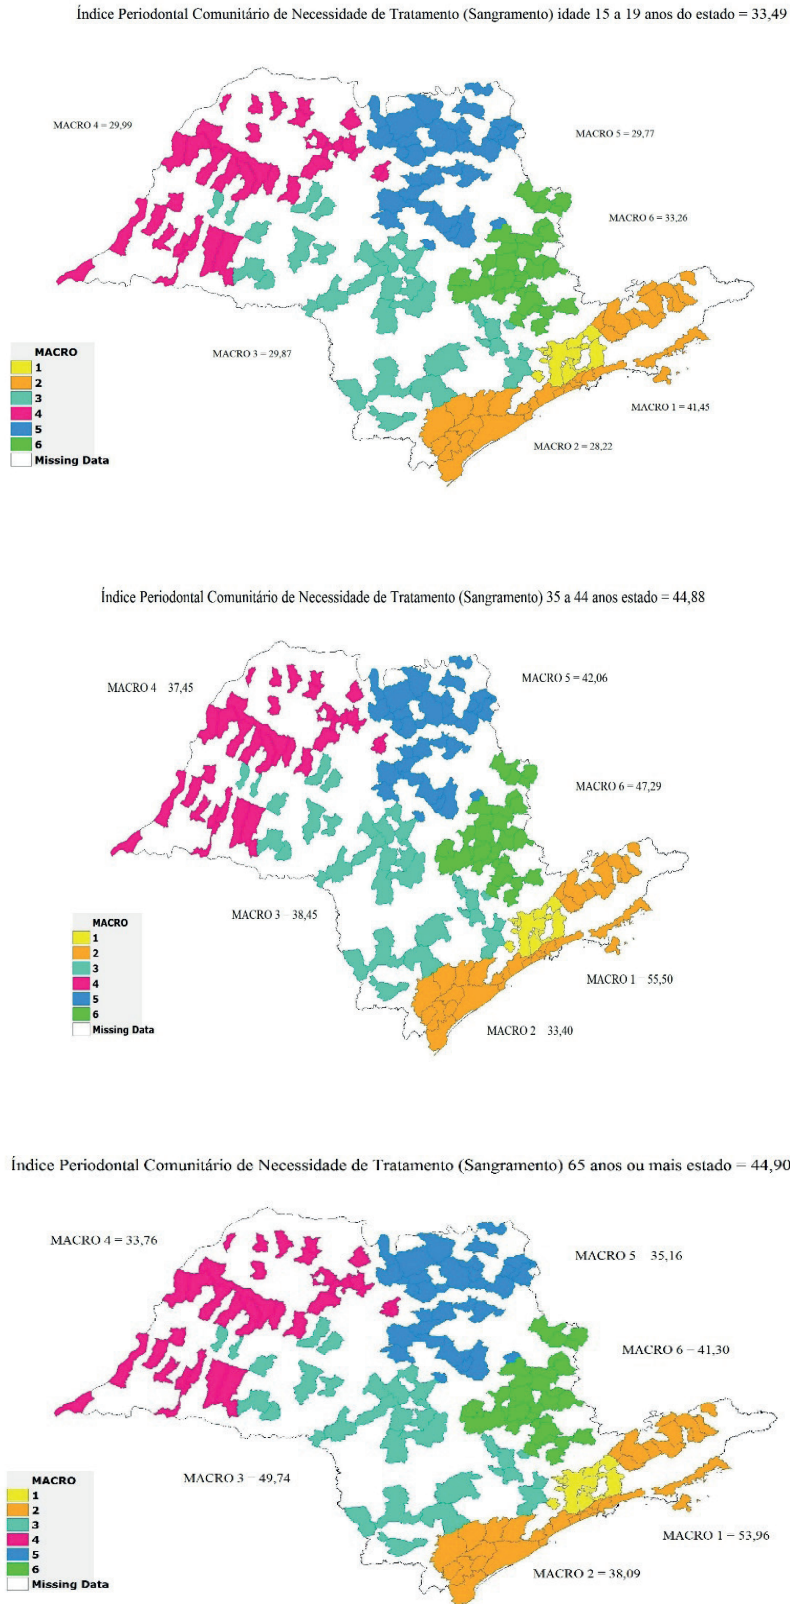 Índice Periodontal Comunitário de Necessidade de Tratamento (Sangramento) idade 15 a 19 anos do estado = 33,49
MACRO 4 = 29,99
MACRO 5 = 29,77
MACRO 6 = 33,26
MACRO 3 = 29,87
MACRO 1 = 41,45
MACRO 2 = 28,22
MACRO
1
2
3
4
5
6
Missing Data
Índice Periodontal Comunitário de Necessidade de Tratamento (Sangramento) 35 a 44 anos estado = 44,88
MACRO 4 37,45
MACRO 5 = 42,06
MACRO 6 = 47,29
MACRO 3 – 38,45
MACRO 1 – 55,50
MACRO 2 33,40
MACRO
1
2
3
4
5
6
Missing Data
Índice Periodontal Comunitário de Necessidade de Tratamento (Sangramento) 65 anos ou mais estado = 44,90
MACRO 4 = 33,76
MACRO 5 35,16
MACRO 6 – 41,30
MACRO 3 – 49,74
MACRO 1 = 53,96
MACRO 2 = 38,09
MACRO
1
2
3
4
5
6
Missing Data